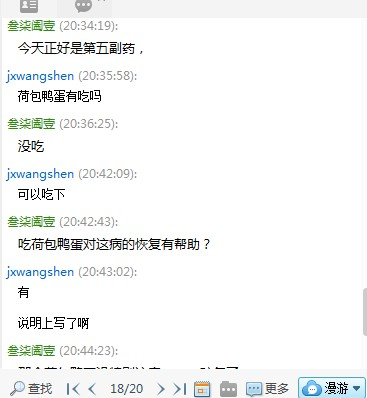 叁柒阖壹 (20:34:19):
今天正好是第五副药，
jxwangshen (20:35:58):
荷包鸭蛋有吃吗
叁柒阖壹 (20:36:25):
没吃
jxwangshen (20:42:09):
可以吃下
叁柒阖壹 (20:42:43):
吃荷包鸭蛋对这病的恢复有帮助？
jxwangshen (20:43:02):
有
说明上写了啊
叁柒阖壹 (20:44:23):
查找 18/20 更多 漫游